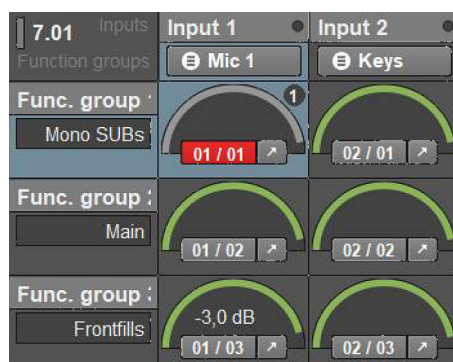 7.01 Inputs
Function groups
Input 1
Input 2
Mic 1
Keys
Func. group 1
Mono SUBs
1
01 / 01
02 / 01
Func. group
Main
01 / 02
02 / 02
Func. group
Frontfills
-3,0 dB
01 / 03
02 / 03